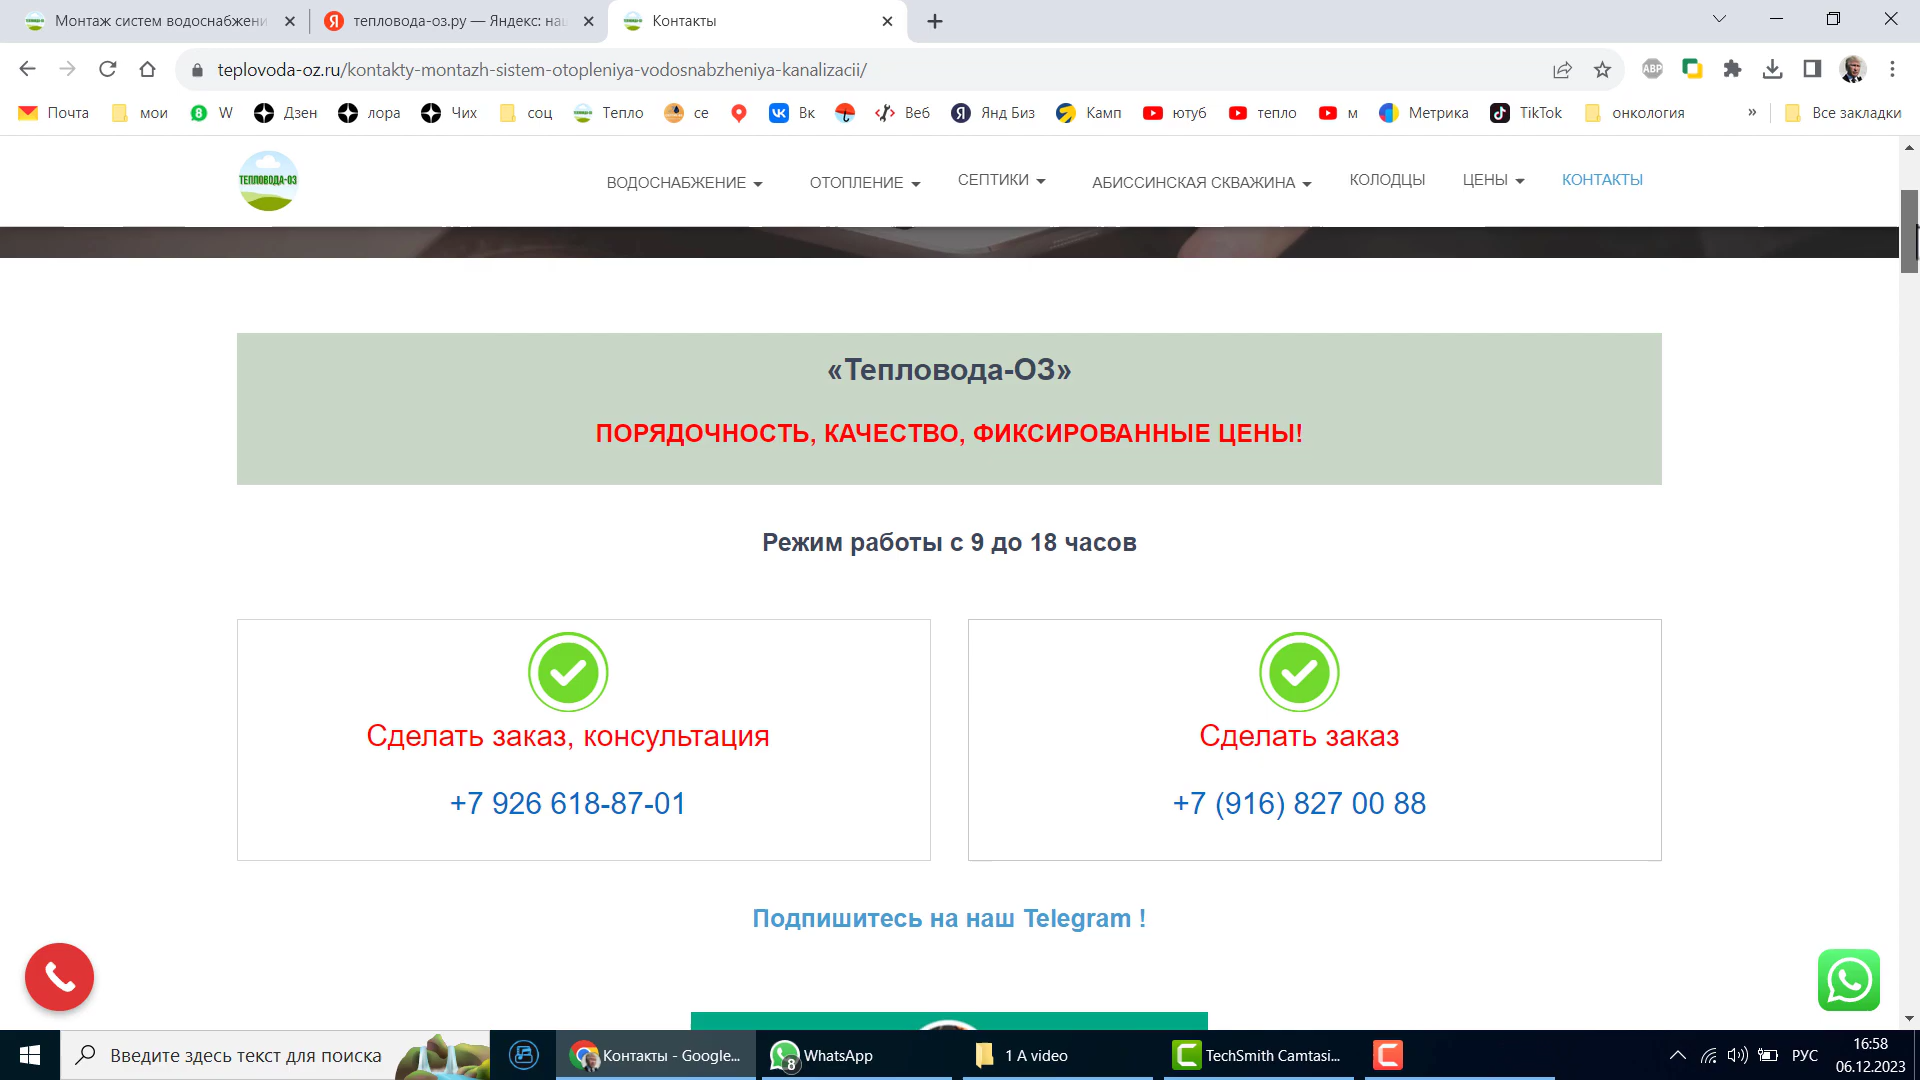 Монтаж систем водоснабжени
тепловода-оз.ру — Яндекс: на
Контакты
teplovoda-oz.ru/kontakty-montazh-sistem-otopleniya-vodosnabzheniya-kanalizacii/
ABP
Почта мои 8 W Дзен лора Чих соц Тепло се Вк Веб Я Янд Биз Камп ютуб тепло м Метрика TikTok онкология » Все закладки
ТЕПЛОВОДА-ОЗ
ВОДОСНАБЖЕНИЕ ОТОПЛЕНИЕ СЕПТИКИ АБИССИНСКАЯ СКВАЖИНА КОЛОДЦЫ ЦЕНЫ КОНТАКТЫ
«Тепловода-ОЗ»
ПОРЯДОЧНОСТЬ, КАЧЕСТВО, ФИКСИРОВАННЫЕ ЦЕНЫ!
Режим работы с 9 до 18 часов
Сделать заказ, консультация
+7 926 618-87-01
Сделать заказ
+7 (916) 827 00 88
Подпишитесь на наш Telegram !
Введите здесь текст для поиска
Контакты - Google...
8 WhatsApp
1 A video
TechSmith Camtasi...
РУС
16:58
06.12.2023